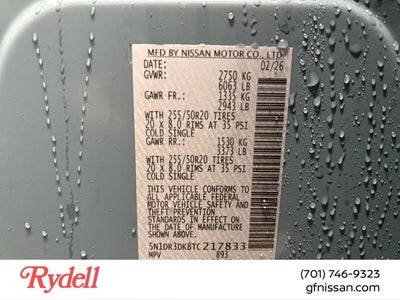 MFD BY NISSAN MOTOR CO., LTD.
DATE: 02/26
GVWR: 2750 KG
6063 LB
GAWR FR.: 1335 KG
2943 LB
WITH 255/50R20 TIRES
20 X 8.0 RIMS AT 35 PSI
COLD SINGLE
GAWR RR.: 1530 KG
3373 LB
WITH 255/50R20 TIRES
20 X 8.0 RIMS AT 35 PSI
COLD SINGLE
THIS VEHICLE CONFORMS TO
ALL APPLICABLE FEDERAL
MOTOR VEHICLE SAFETY AND
THEFT PREVENTION
STANDARDS IN EFFECT ON
THE DATE OF MANUFACTURE
SHOWN ABOVE.
5N1DR3DK8TC217833
MPV 893
Rydell
(701) 746-9323
gfnissan.com